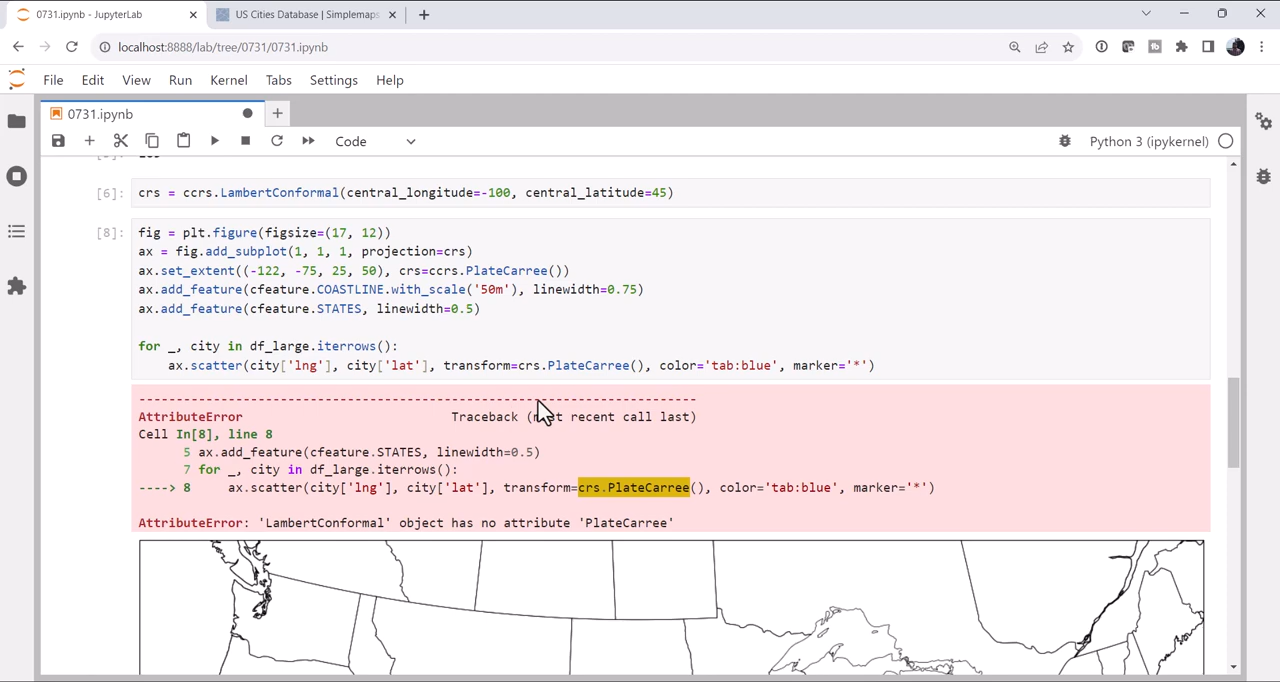 0731.ipynb - JupyterLab
US Cities Database | Simplemaps
localhost:8888/lab/tree/0731/0731.ipynb
File Edit View Run Kernel Tabs Settings Help
0731.ipynb
Code
Python 3 (ipykernel)
[6]: crs = ccrs.LambertConformal(central_longitude=-100, central_latitude=45)
[8]: fig = plt.figure(figsize=(17, 12))
ax = fig.add_subplot(1, 1, 1, projection=crs)
ax.set_extent((-122, -75, 25, 50), crs=ccrs.PlateCarree())
ax.add_feature(cfeature.COASTLINE.with_scale('50m'), linewidth=0.75)
ax.add_feature(cfeature.STATES, linewidth=0.5)
for _, city in df_large.iterrows():
ax.scatter(city['lng'], city['lat'], transform=crs.PlateCarree(), color='tab:blue', marker='*')
---------------------------------------------------------------------------
AttributeError Traceback (most recent call last)
Cell In[8], line 8
5 ax.add_feature(cfeature.STATES, linewidth=0.5)
7 for _, city in df_large.iterrows():
----> 8 ax.scatter(city['lng'], city['lat'], transform=crs.PlateCarree(), color='tab:blue', marker='*')
AttributeError: 'LambertConformal' object has no attribute 'PlateCarree'